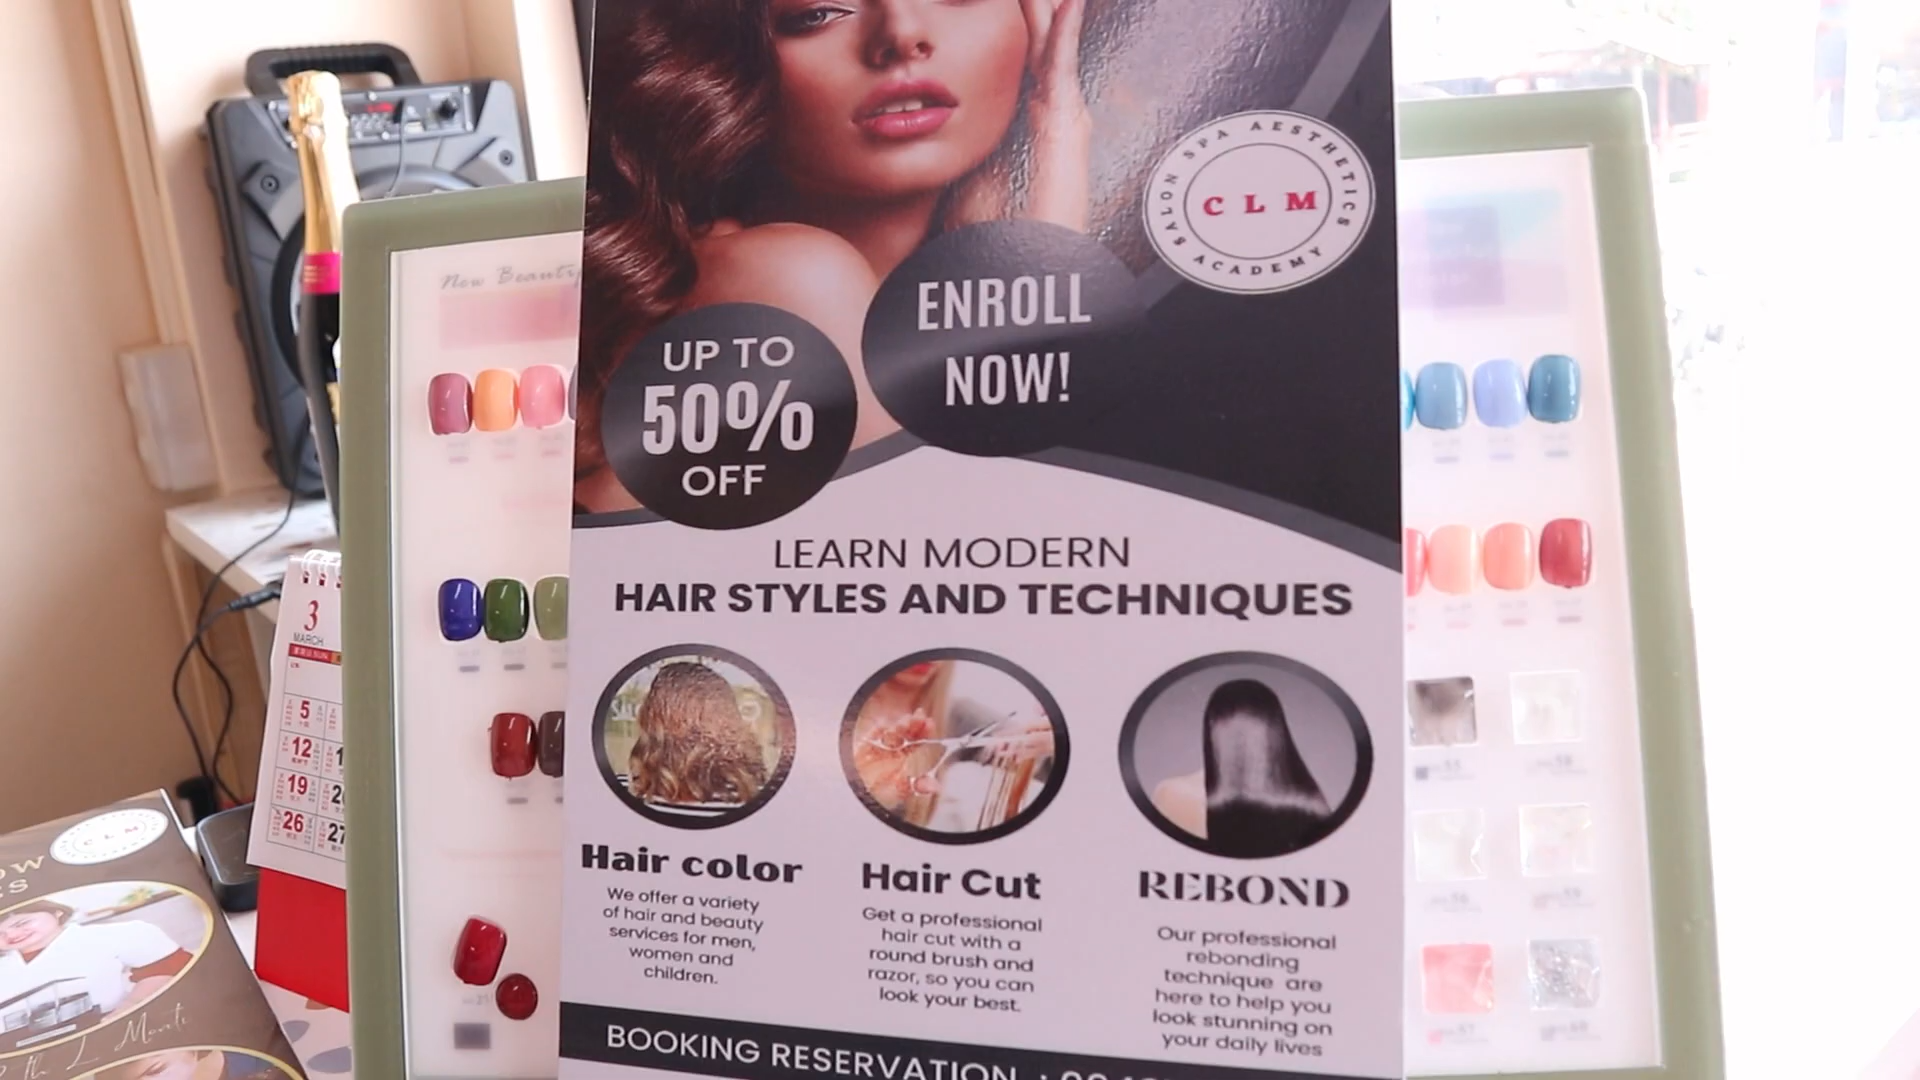 SALON SPA AESTHETICS
C L M
ACADEMY
ENROLL
NOW!
UP TO
50%
OFF
LEARN MODERN
HAIR STYLES AND TECHNIQUES
Hair color
We offer a variety
of hair and beauty
services for men,
women and
children.
Hair Cut
Get a professional
hair cut with a
round brush and
razor, so you can
look your best.
REBOND
Our professional
rebonding
technique are
here to help you
look stunning on
your daily lives
BOOKING RESERVATION
New Beauty
3
MARCH
5
12
19
26
27
C L M